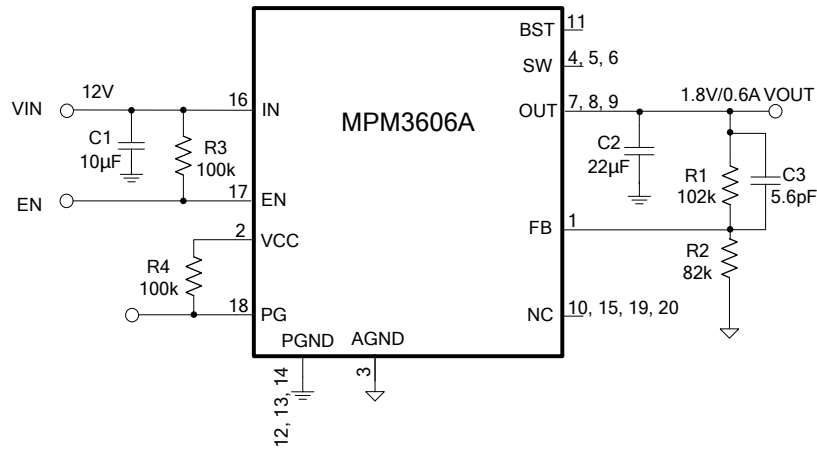 BST
11
SW
4, 5, 6
VIN
12V
16
IN
MPM3606A
OUT
7, 8, 9
1.8V/0.6A VOUT
C1
10µF
R3
100k
C2
22µF
R1
102k
C3
5.6pF
EN
17
EN
2
VCC
FB
1
R4
100k
R2
82k
18
PG
NC
10, 15, 19, 20
PGND
AGND
12, 13, 14
3